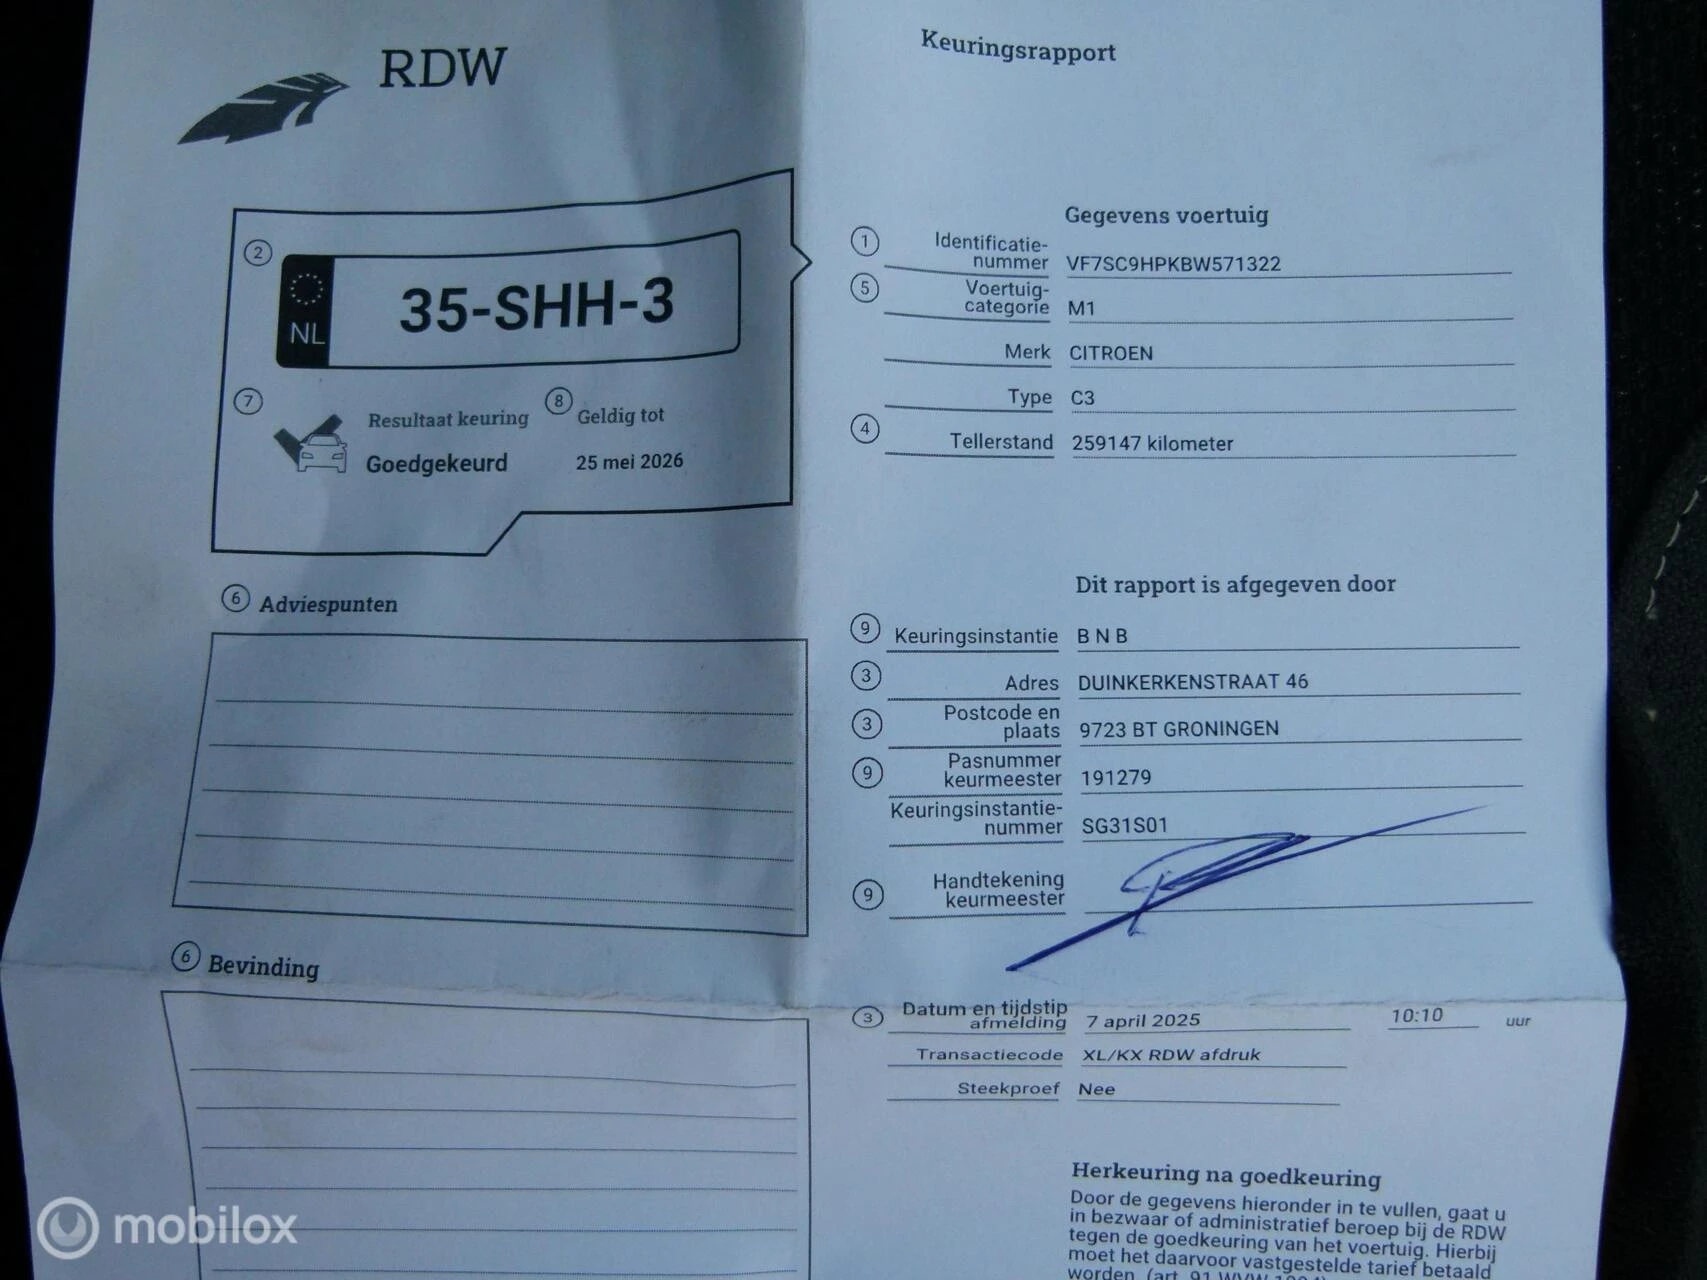 RDW
Keuringsrapport
2
NL
35-SHH-3
7
Resultaat keuring
Goedgekeurd
8
Geldig tot
25 mei 2026
6 Adviespunten
6 Bevinding
Gegevens voertuig
1 Identificatie-
nummer VF7SC9HPKBW571322
5 Voertuig-
categorie M1
Merk CITROEN
Type C3
4 Tellerstand 259147 kilometer
Dit rapport is afgegeven door
9 Keuringsinstantie B N B
3 Adres DUINKERKENSTRAAT 46
3 Postcode en
plaats 9723 BT GRONINGEN
9 Pasnummer
keurmeester 191279
Keuringsinstantie-
nummer SG31S01
9 Handtekening
keurmeester
3 Datum en tijdstip
afmelding 7 april 2025 10:10 uur
Transactiecode XL/KX RDW afdruk
Steekproef Nee
Herkeuring na goedkeuring
Door de gegevens hieronder in te vullen, gaat u
in bezwaar of administratief beroep bij de RDW
tegen de goedkeuring van het voertuig. Hierbij
moet het daarvoor vastgestelde tarief betaald
worden (art. 91 WVW
mobilox